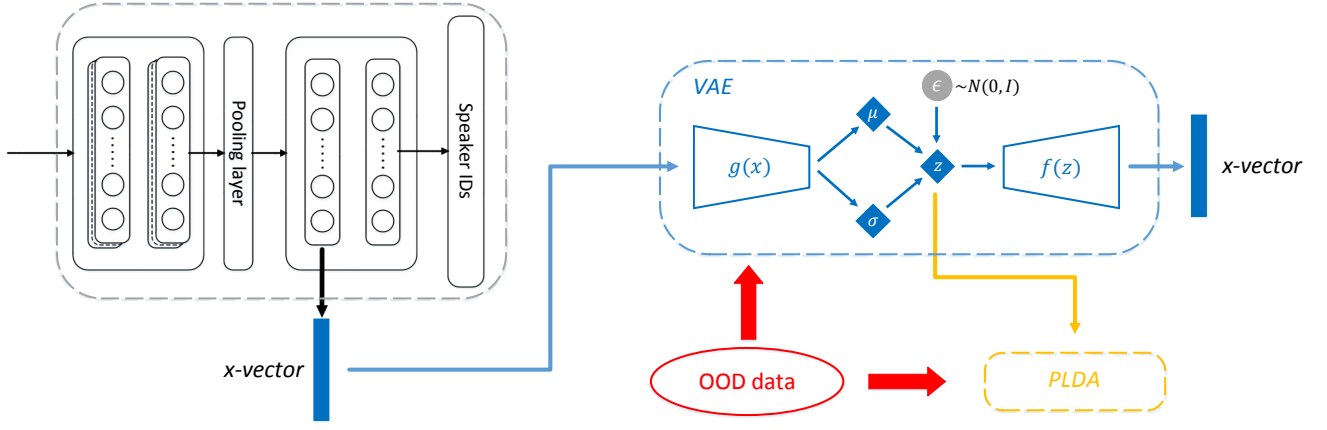 Pooling layer
Speaker IDs
x-vector
VAE
g(x)
μ
σ
ϵ
~N(0, I)
z
f(z)
x-vector
OOD data
PLDA